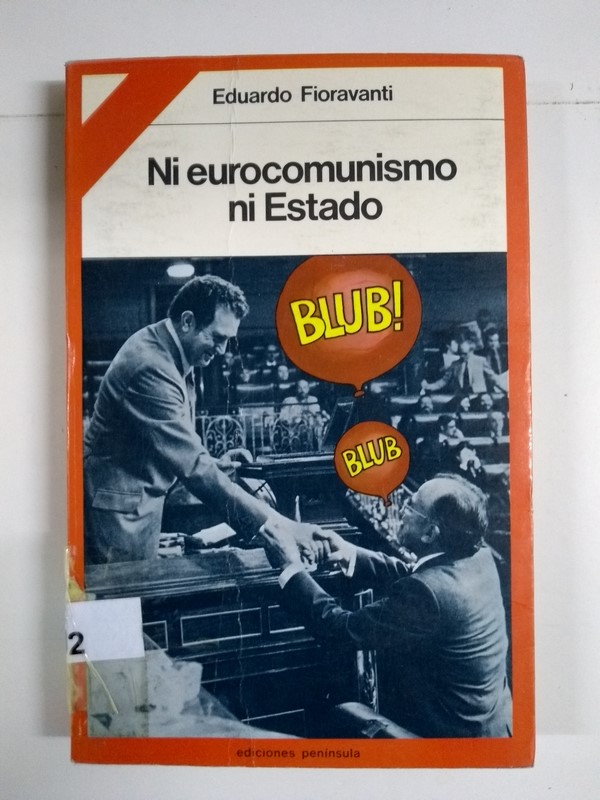 Eduardo Fioravanti
Ni eurocomunismo
ni Estado
BLUB!
BLUB
2
ediciones península